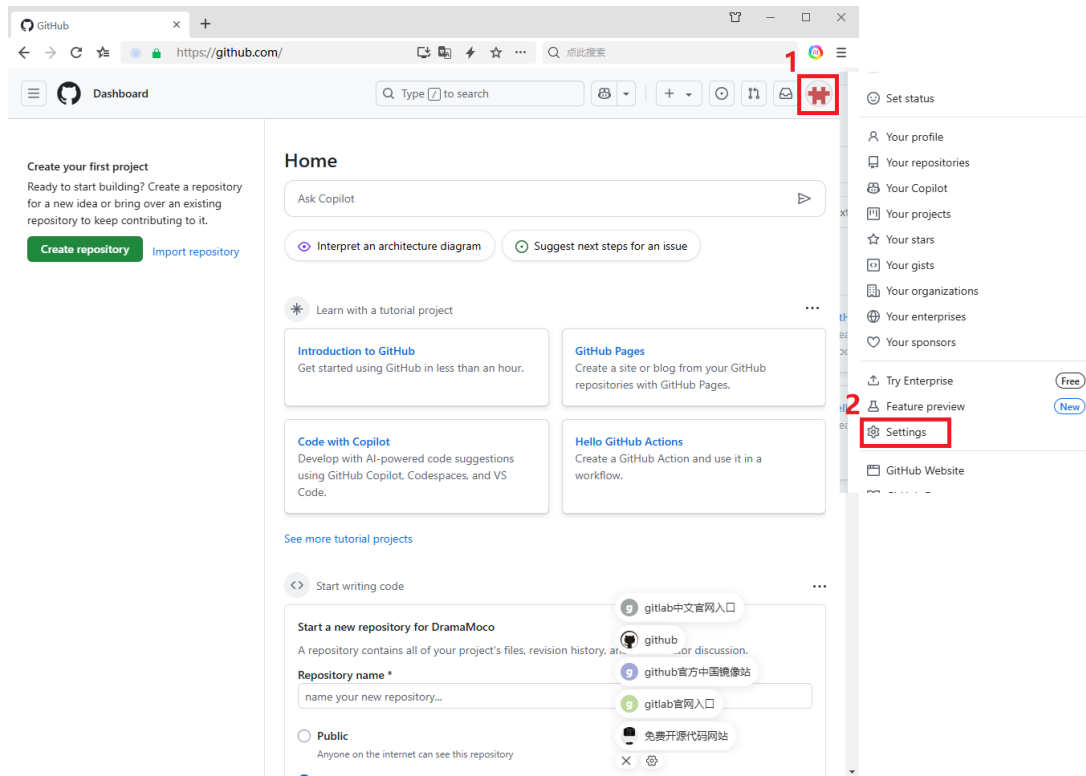 GitHub
https://github.com/
点此搜索
1
Dashboard
Type / to search
Create your first project
Ready to start building? Create a repository
for a new idea or bring over an existing
repository to keep contributing to it.
Create repository
Import repository
Home
Ask Copilot
Interpret an architecture diagram
Suggest next steps for an issue
Learn with a tutorial project
Introduction to GitHub
Get started using GitHub in less than an hour.
GitHub Pages
Create a site or blog from your GitHub
repositories with GitHub Pages.
Code with Copilot
Develop with AI-powered code suggestions
using GitHub Copilot, Codespaces, and VS
Code.
Hello GitHub Actions
Create a GitHub Action and use it in a
workflow.
See more tutorial projects
Start writing code
Start a new repository for DramaMoco
A repository contains all of your project's files, revision history, discussion.
Repository name *
name your new repository...
Public
Anyone on the internet can see this repository
g gitlab中文官网入口
github
g github官方中国镜像站
g gitlab官网入口
免费开源代码网站
Set status
Your profile
Your repositories
Your Copilot
Your projects
Your stars
Your gists
Your organizations
Your enterprises
Your sponsors
Try Enterprise
Free
2
Feature preview
New
Settings
GitHub Website